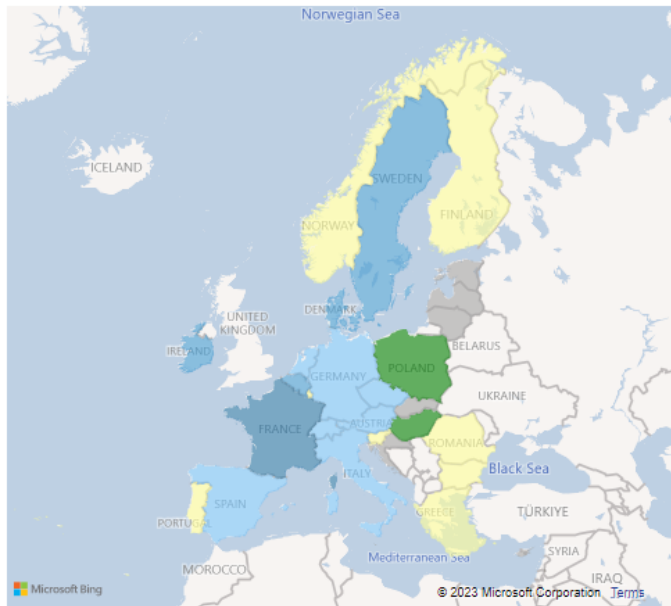 Norwegian Sea
ICELAND
SWEDEN
NORWAY
FINLAND
UNITED
KINGDOM
DENMARK
IRELAND
BELARUS
POLAND
GERMANY
UKRAINE
FRANCE
AUSTRIA
ROMANIA
ITALY
Black Sea
SPAIN
PORTUGAL
GREECE
TÜRKIYE
SYRIA
Mediterranean Sea
MOROCCO
IRAQ
Microsoft Bing
© 2023 Microsoft Corporation Terms